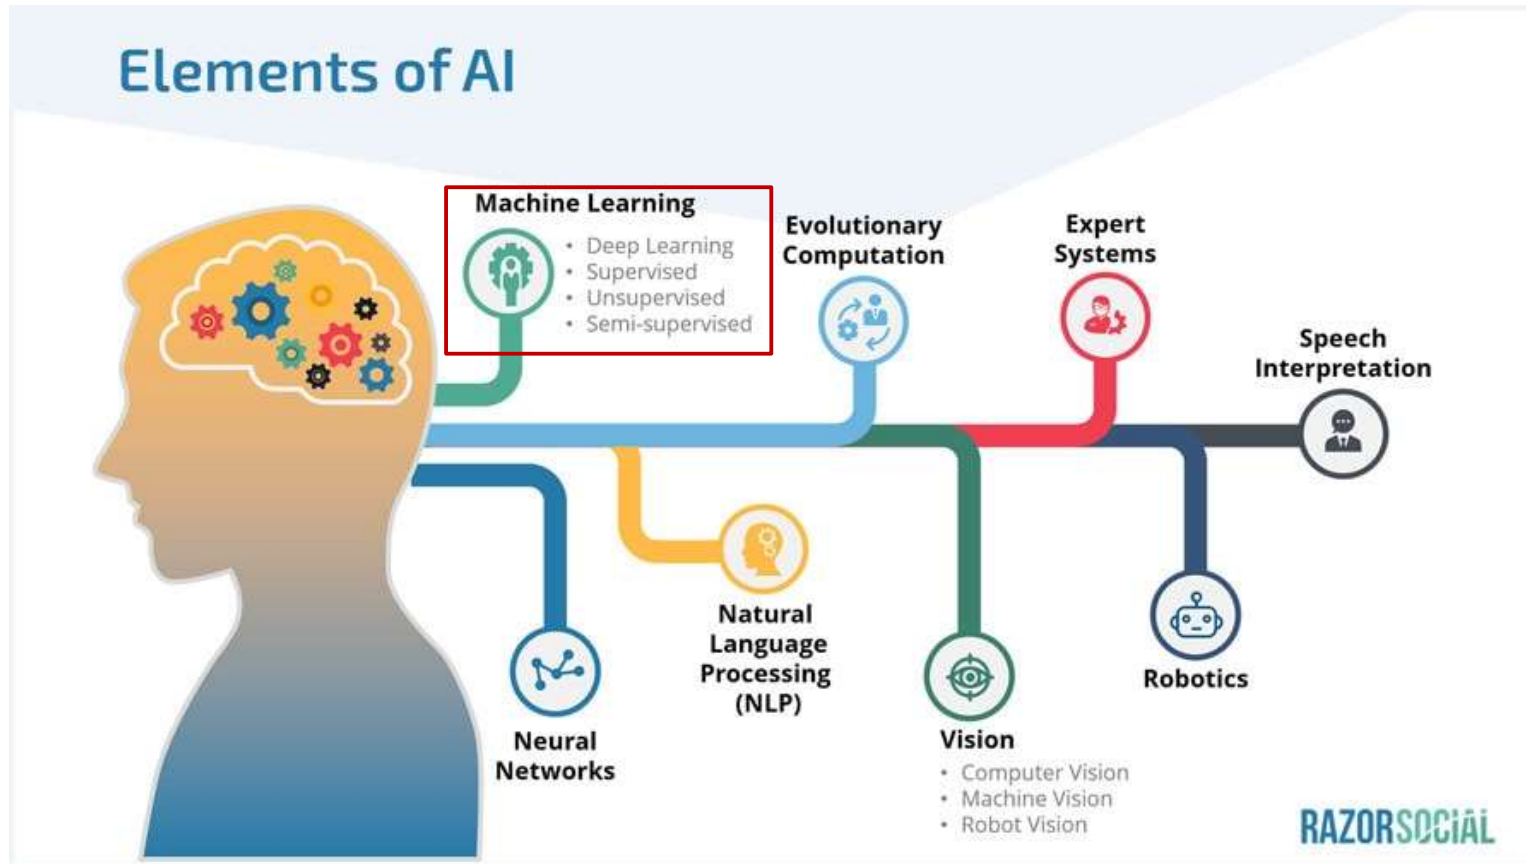 Elements of AI
Machine Learning
• Deep Learning
• Supervised
• Unsupervised
• Semi-supervised
Evolutionary
Computation
Expert
Systems
Speech
Interpretation
Neural
Networks
Natural
Language
Processing
(NLP)
Vision
• Computer Vision
• Machine Vision
• Robot Vision
Robotics
RAZORSOCIAL